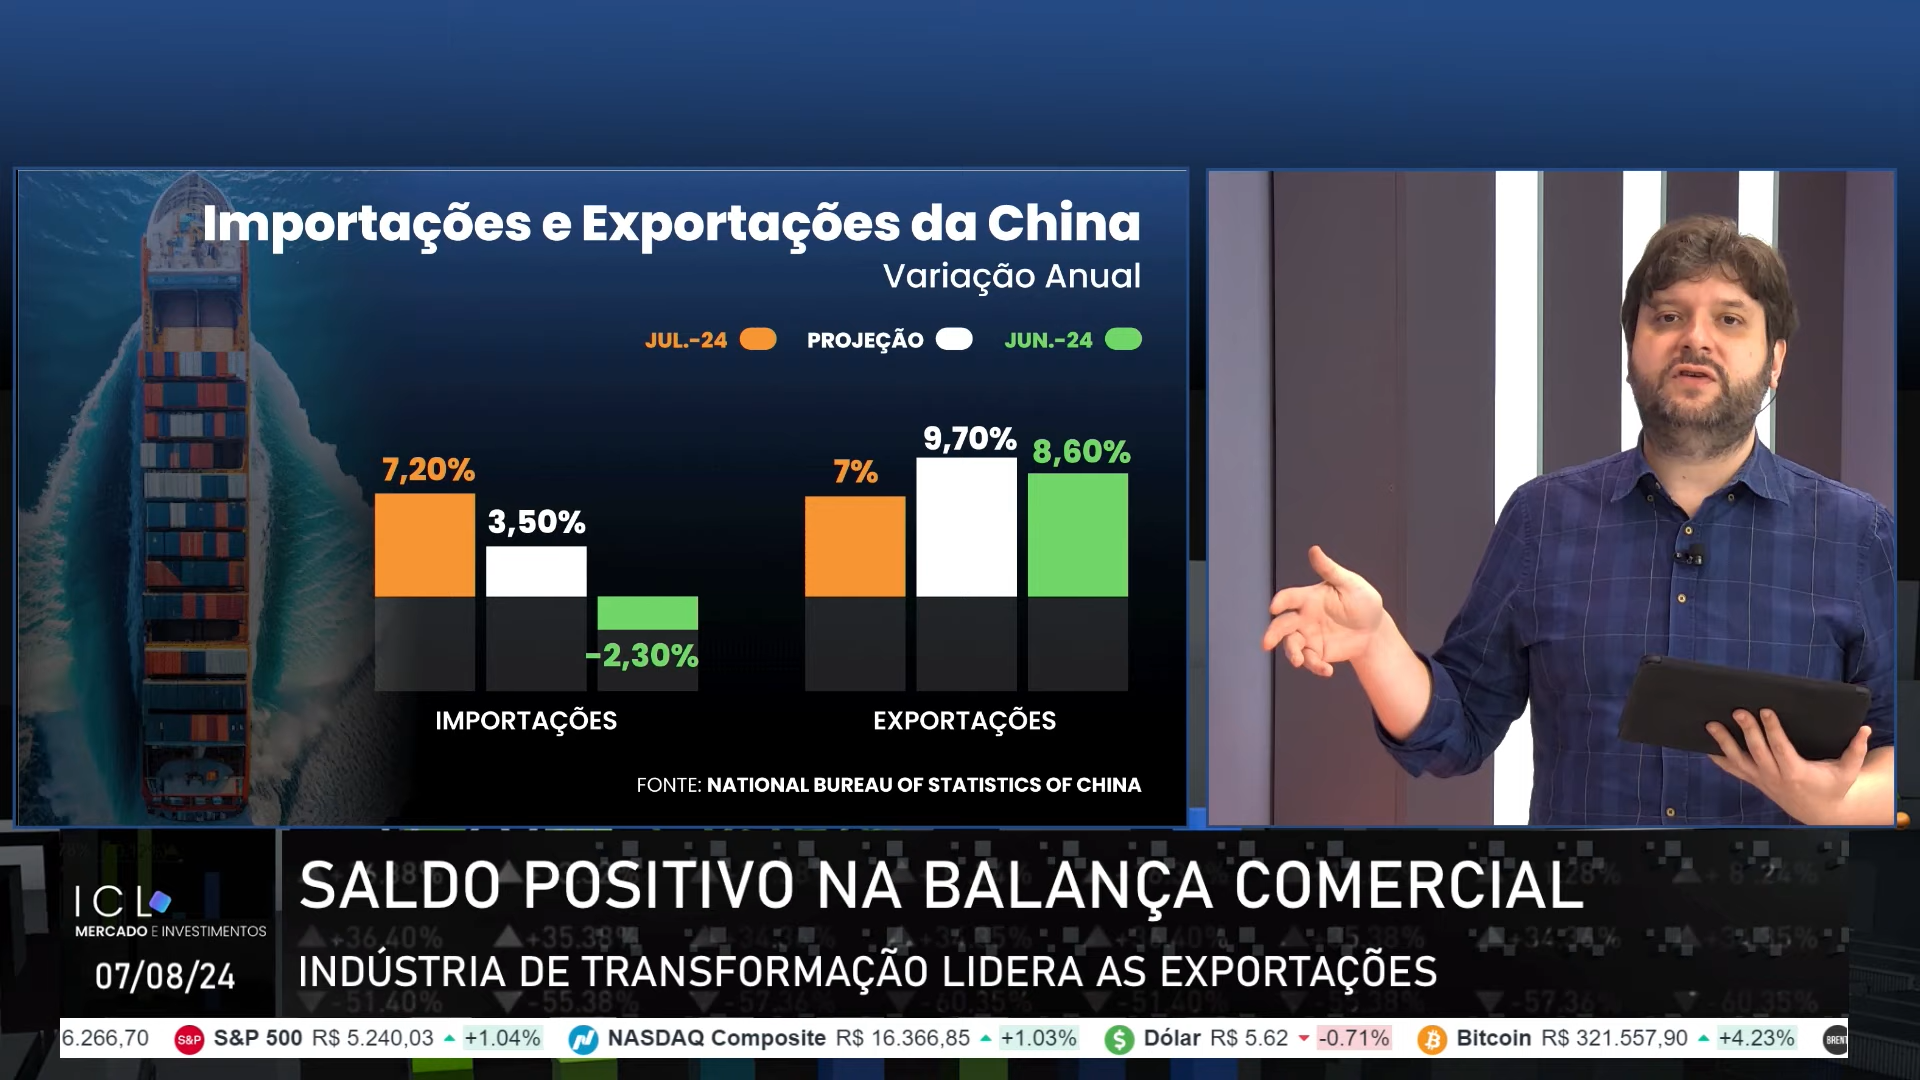 Importações e Exportações da China
Variação Anual
JUL.-24 PROJEÇÃO JUN.-24
7,20% 3,50% -2,30%
7% 9,70% 8,60%
IMPORTAÇÕES EXPORTAÇÕES
FONTE: NATIONAL BUREAU OF STATISTICS OF CHINA
ICL
MERCADO E INVESTIMENTOS
07/08/24
SALDO POSITIVO NA BALANÇA COMERCIAL
INDÚSTRIA DE TRANSFORMAÇÃO LIDERA AS EXPORTAÇÕES
6.266,70 S&P S&P 500 R$ 5.240,03 +1.04% NASDAQ Composite R$ 16.366,85 +1.03% Dólar R$ 5.62 -0.71% Bitcoin R$ 321.557,90 +4.23% BRENT